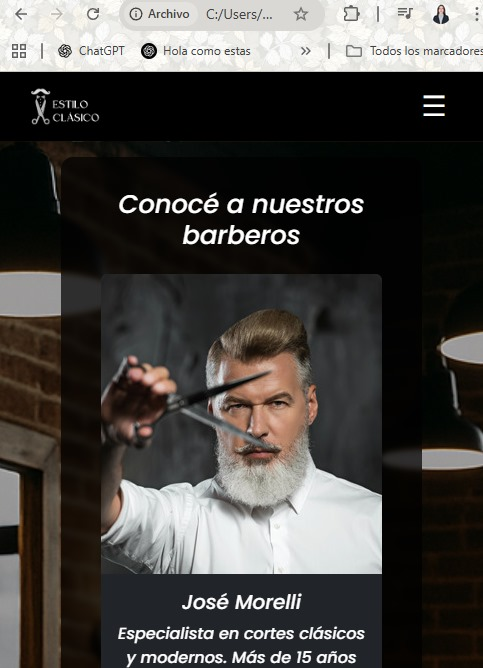 Archivo C:/Users/...
ChatGPT Hola como estas » Todos los marcadores
ESTILO
CLÁSICO
Conocé a nuestros
barberos
José Morelli
Especialista en cortes clásicos
y modernos. Más de 15 años